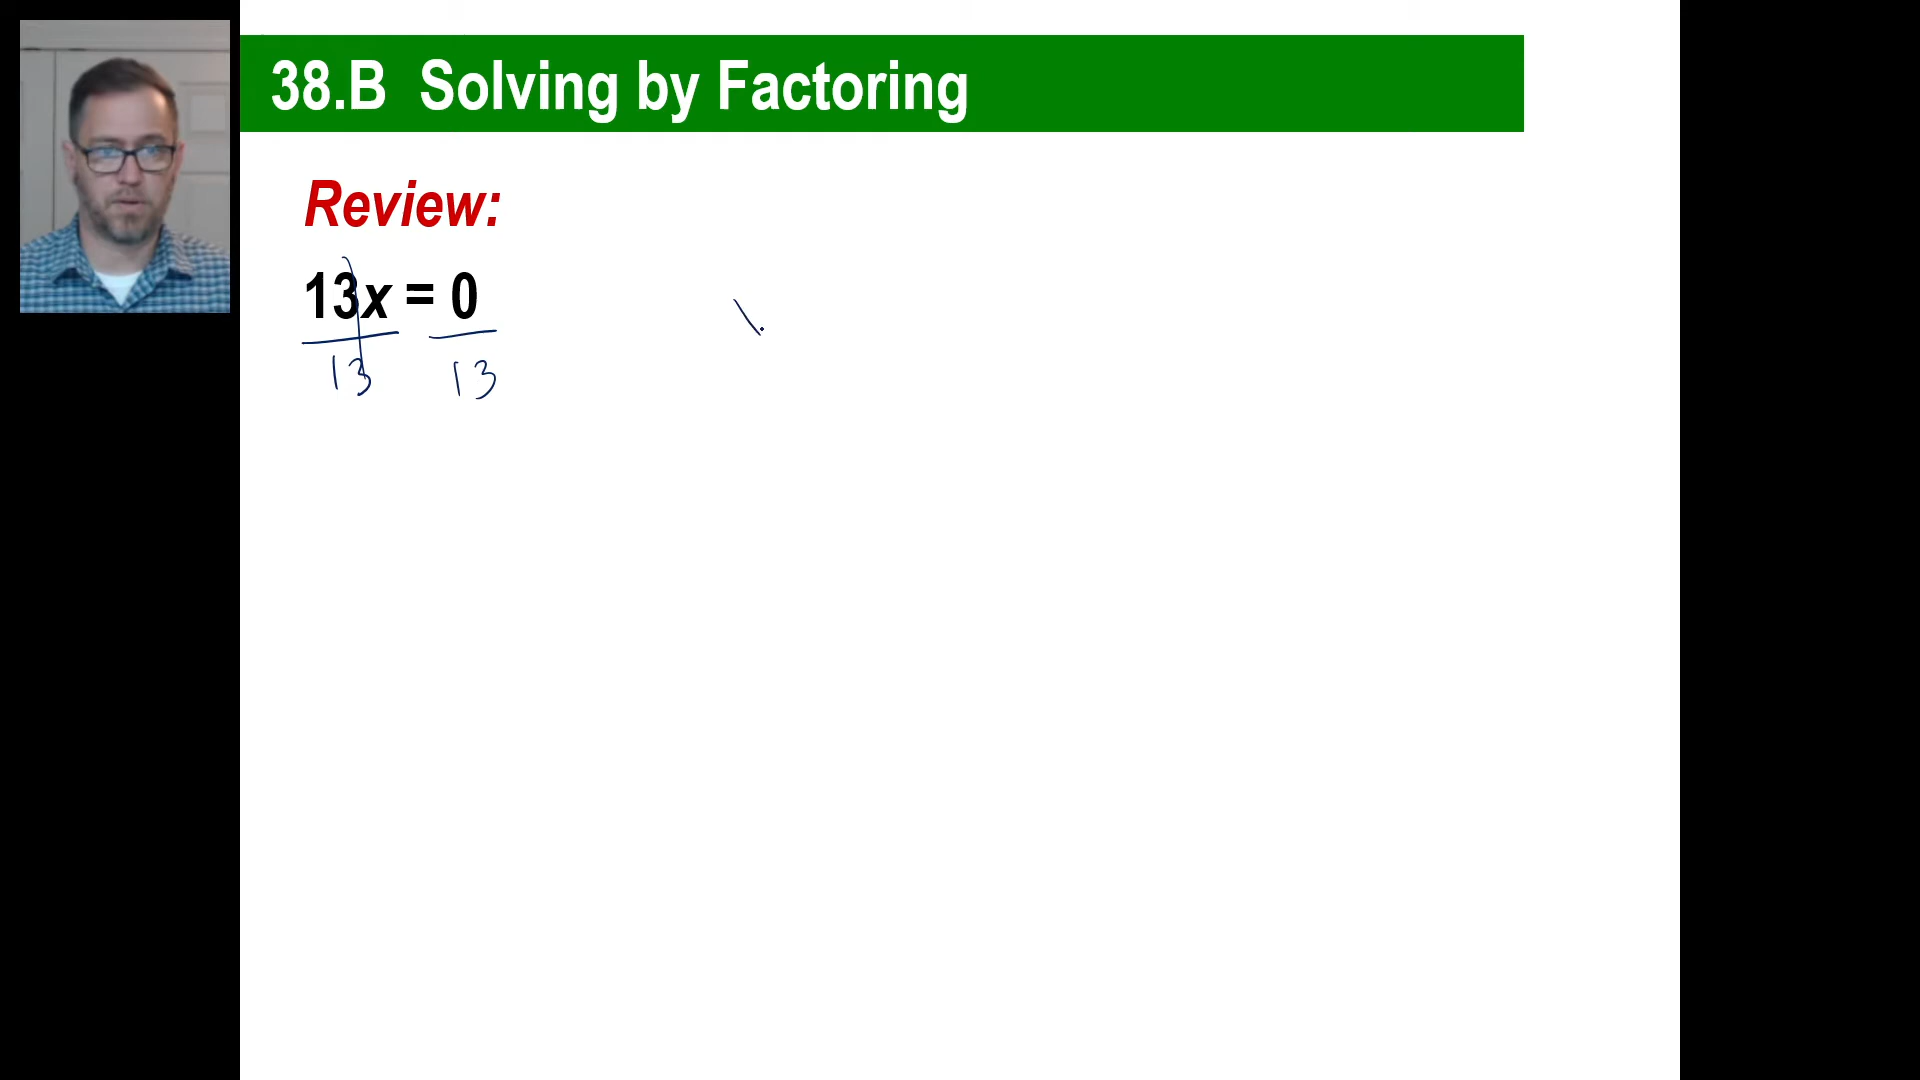 38.B Solving by Factoring
Review:
13x = 0
13 13